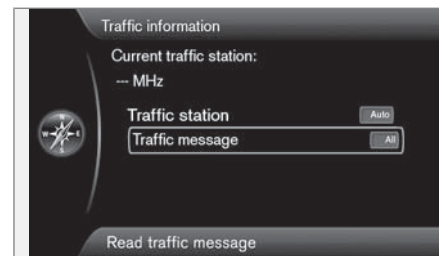 Traffic information
Current traffic station:
--- MHz
Traffic station Auto
Traffic message All
N
W E
S
Read traffic message